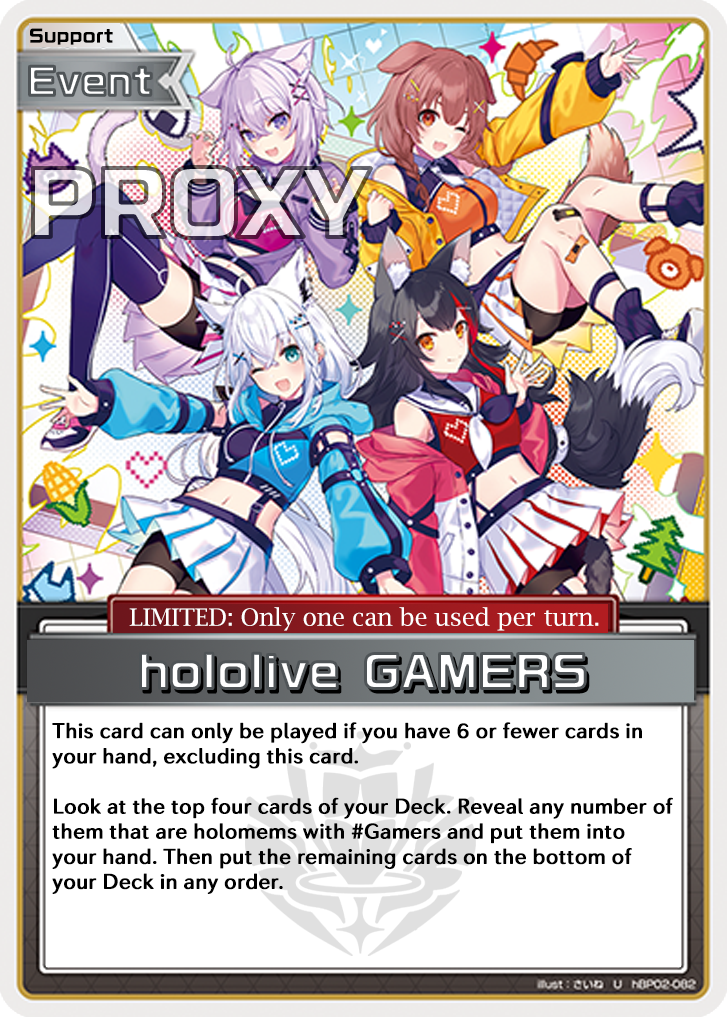 Support
Event
PROXY
LIMITED: Only one can be used per turn.
hololive GAMERS
This card can only be played if you have 6 or fewer cards in
your hand, excluding this card.
Look at the top four cards of your Deck. Reveal any number of
them that are holomems with #Gamers and put them into
your hand. Then put the remaining cards on the bottom of
your Deck in any order.
illust：さいね U hBP02-082